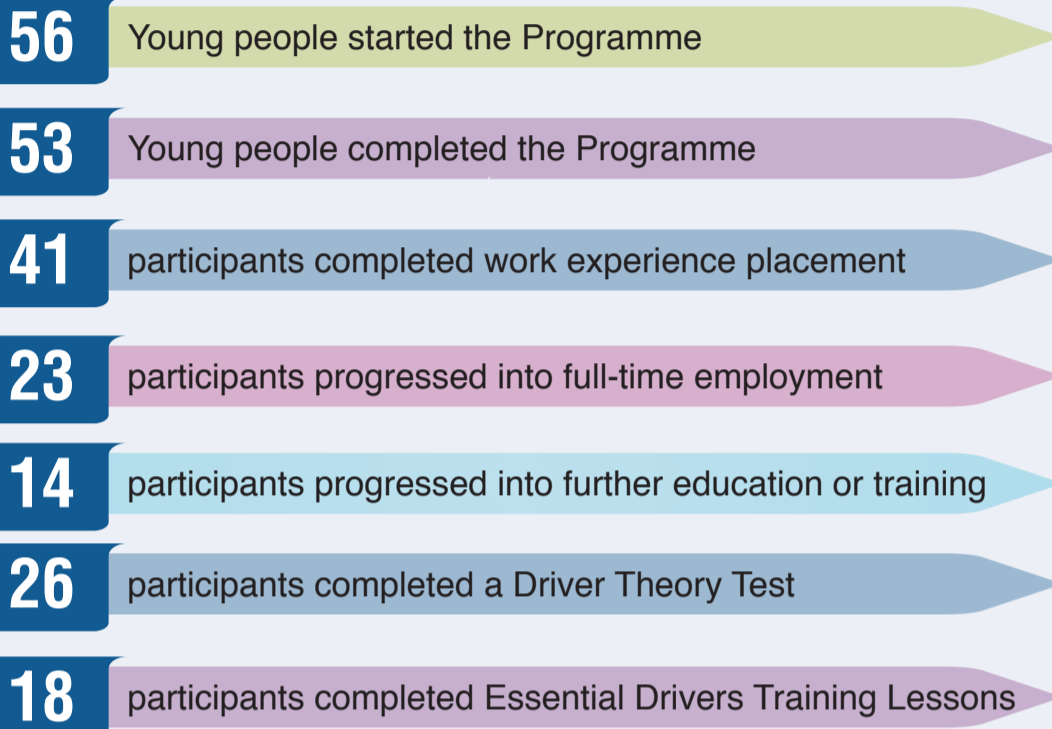 56 Young people started the Programme
53 Young people completed the Programme
41 participants completed work experience placement
23 participants progressed into full-time employment
14 participants progressed into further education or training
26 participants completed a Driver Theory Test
18 participants completed Essential Drivers Training Lessons